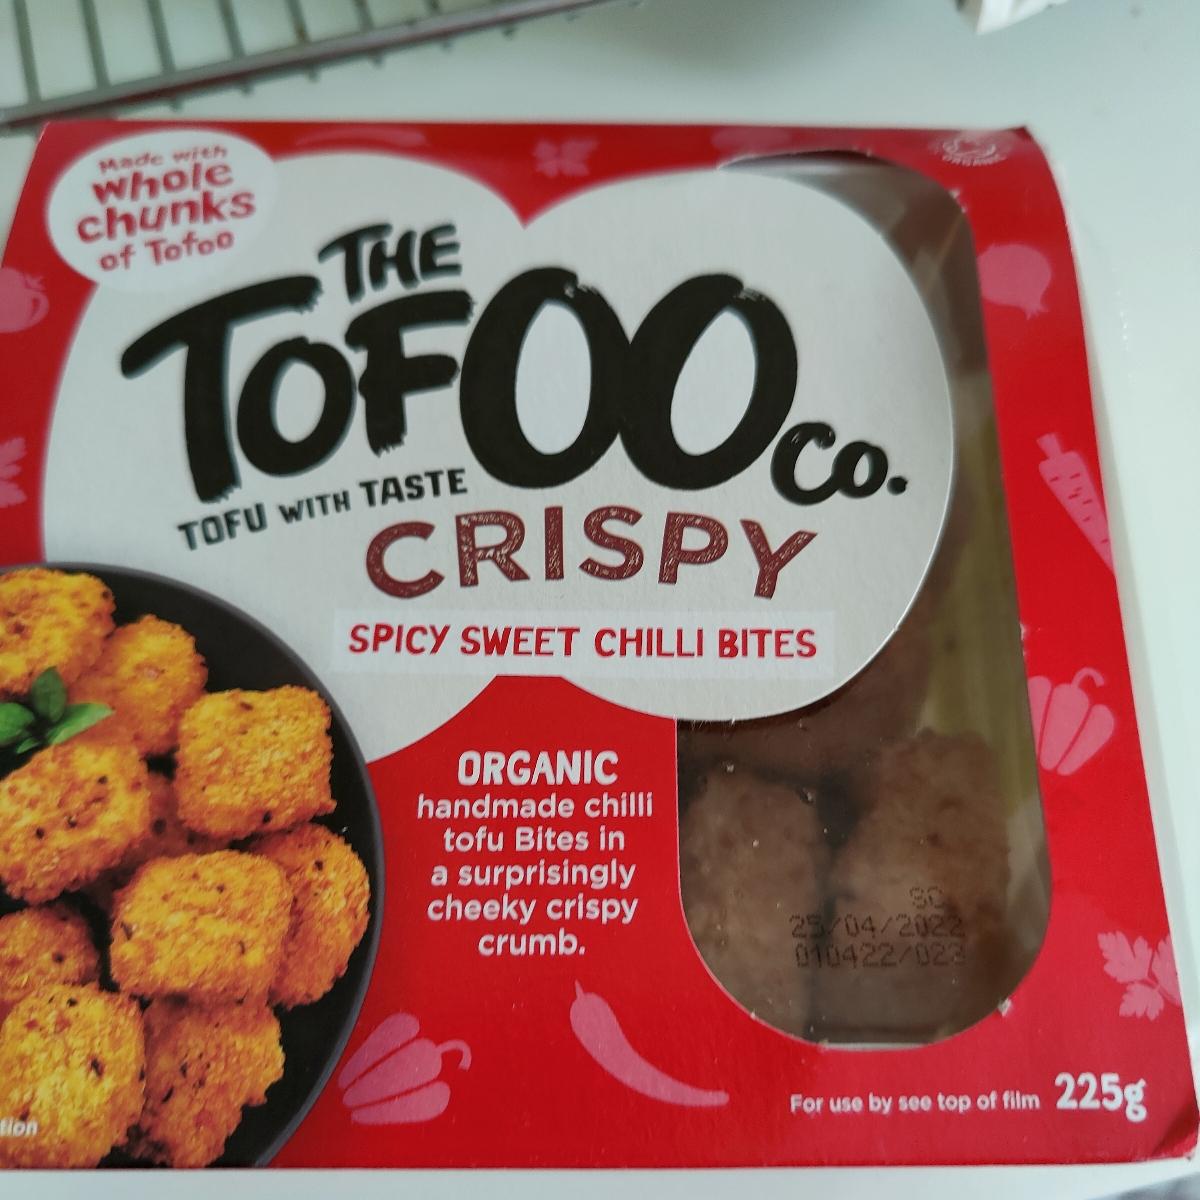 Made with
whole
chunks
of Tofoo
ORGANIC
THE
TOFOO
Co.
TOFU WITH TASTE
CRISPY
SPICY SWEET CHILLI BITES
ORGANIC
handmade chilli
tofu Bites in
a surprisingly
cheeky crispy
crumb.
SC
25/04/2022
010422/023
For use by see top of film 225g